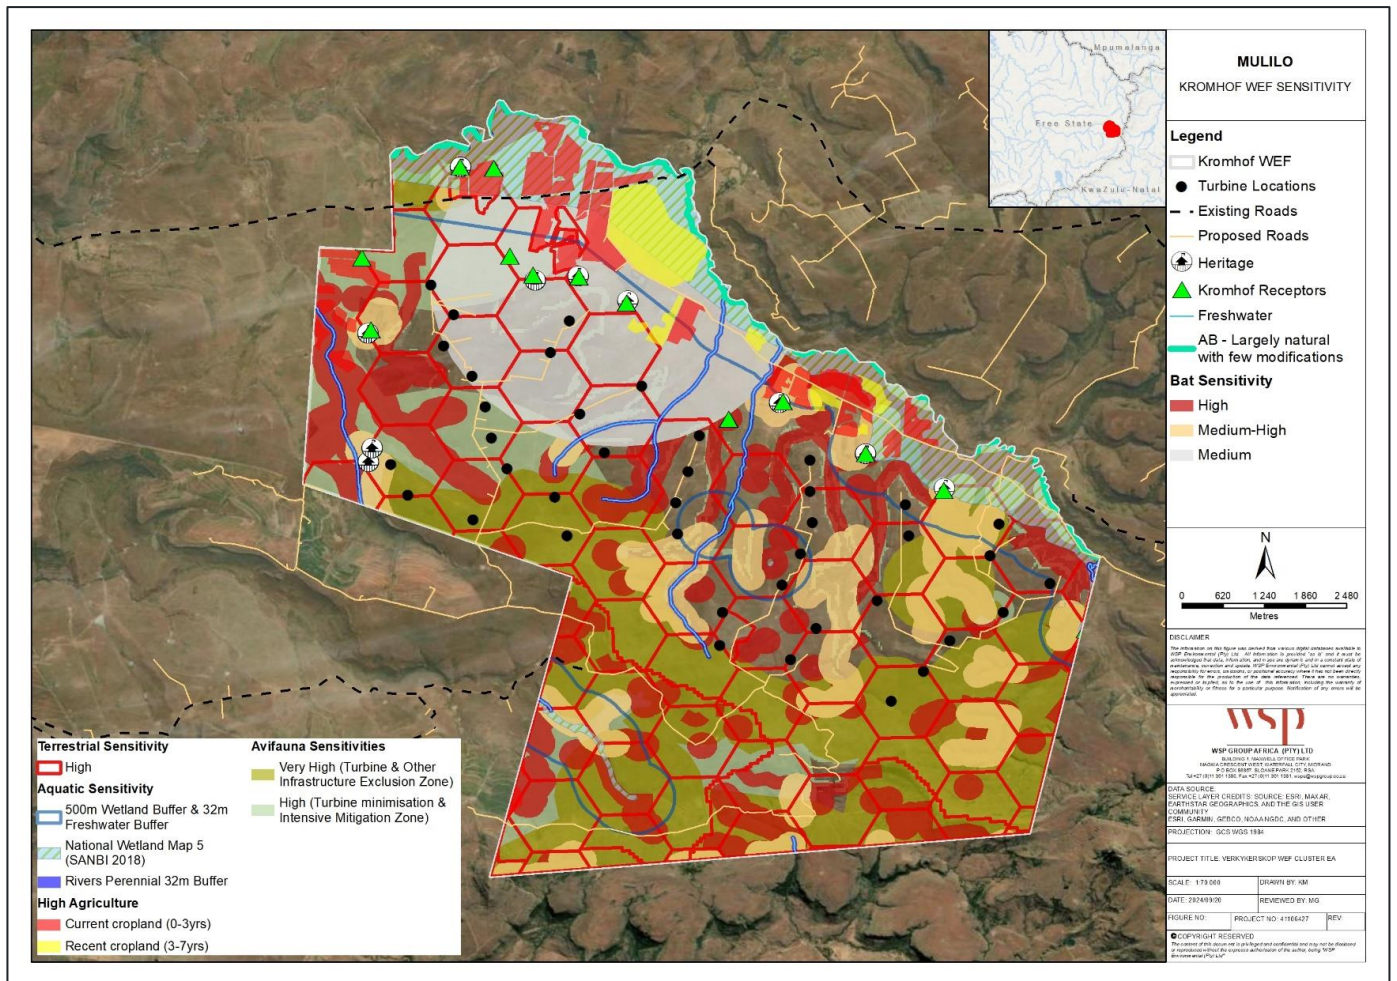 Mpumalanga
Free State
KwaZulu-Natal
MULILO
KROMHOF WEF SENSITIVITY
Legend
Kromhof WEF
Turbine Locations
Existing Roads
Proposed Roads
Heritage
Kromhof Receptors
Freshwater
AB - Largely natural
with few modifications
Bat Sensitivity
High
Medium-High
Medium
N
0 620 1 240 1 860 2 480
Metres
DISCLAIMER
WSP GROUP AFRICA (PTY) LTD
DATA SOURCE:
SERVICE LAYER CREDITS: SOURCE: ESRI, MAXAR,
EARTHSTAR GEOGRAPHICS, AND THE GIS USER
COMMUNITY
ESRI, GARMIN, GEBCO, NOAA NGDC, AND OTHER
PROJECTION: GCS WGS 1984
PROJECT TITLE: VERKYKERSKOP WEF CLUSTER EA
SCALE: 1:70 000
DRAWN BY: KM
DATE: 2024/09/20
REVIEWED BY: MG
FIGURE NO:
PROJECT NO: 41106427
REV:
© COPYRIGHT RESERVED
Terrestrial Sensitivity
High
Aquatic Sensitivity
500m Wetland Buffer & 32m
Freshwater Buffer
National Wetland Map 5
(SANBI 2018)
Rivers Perennial 32m Buffer
High Agriculture
Current cropland (0-3yrs)
Recent cropland (3-7yrs)
Avifauna Sensitivities
Very High (Turbine & Other
Infrastructure Exclusion Zone)
High (Turbine minimisation &
Intensive Mitigation Zone)